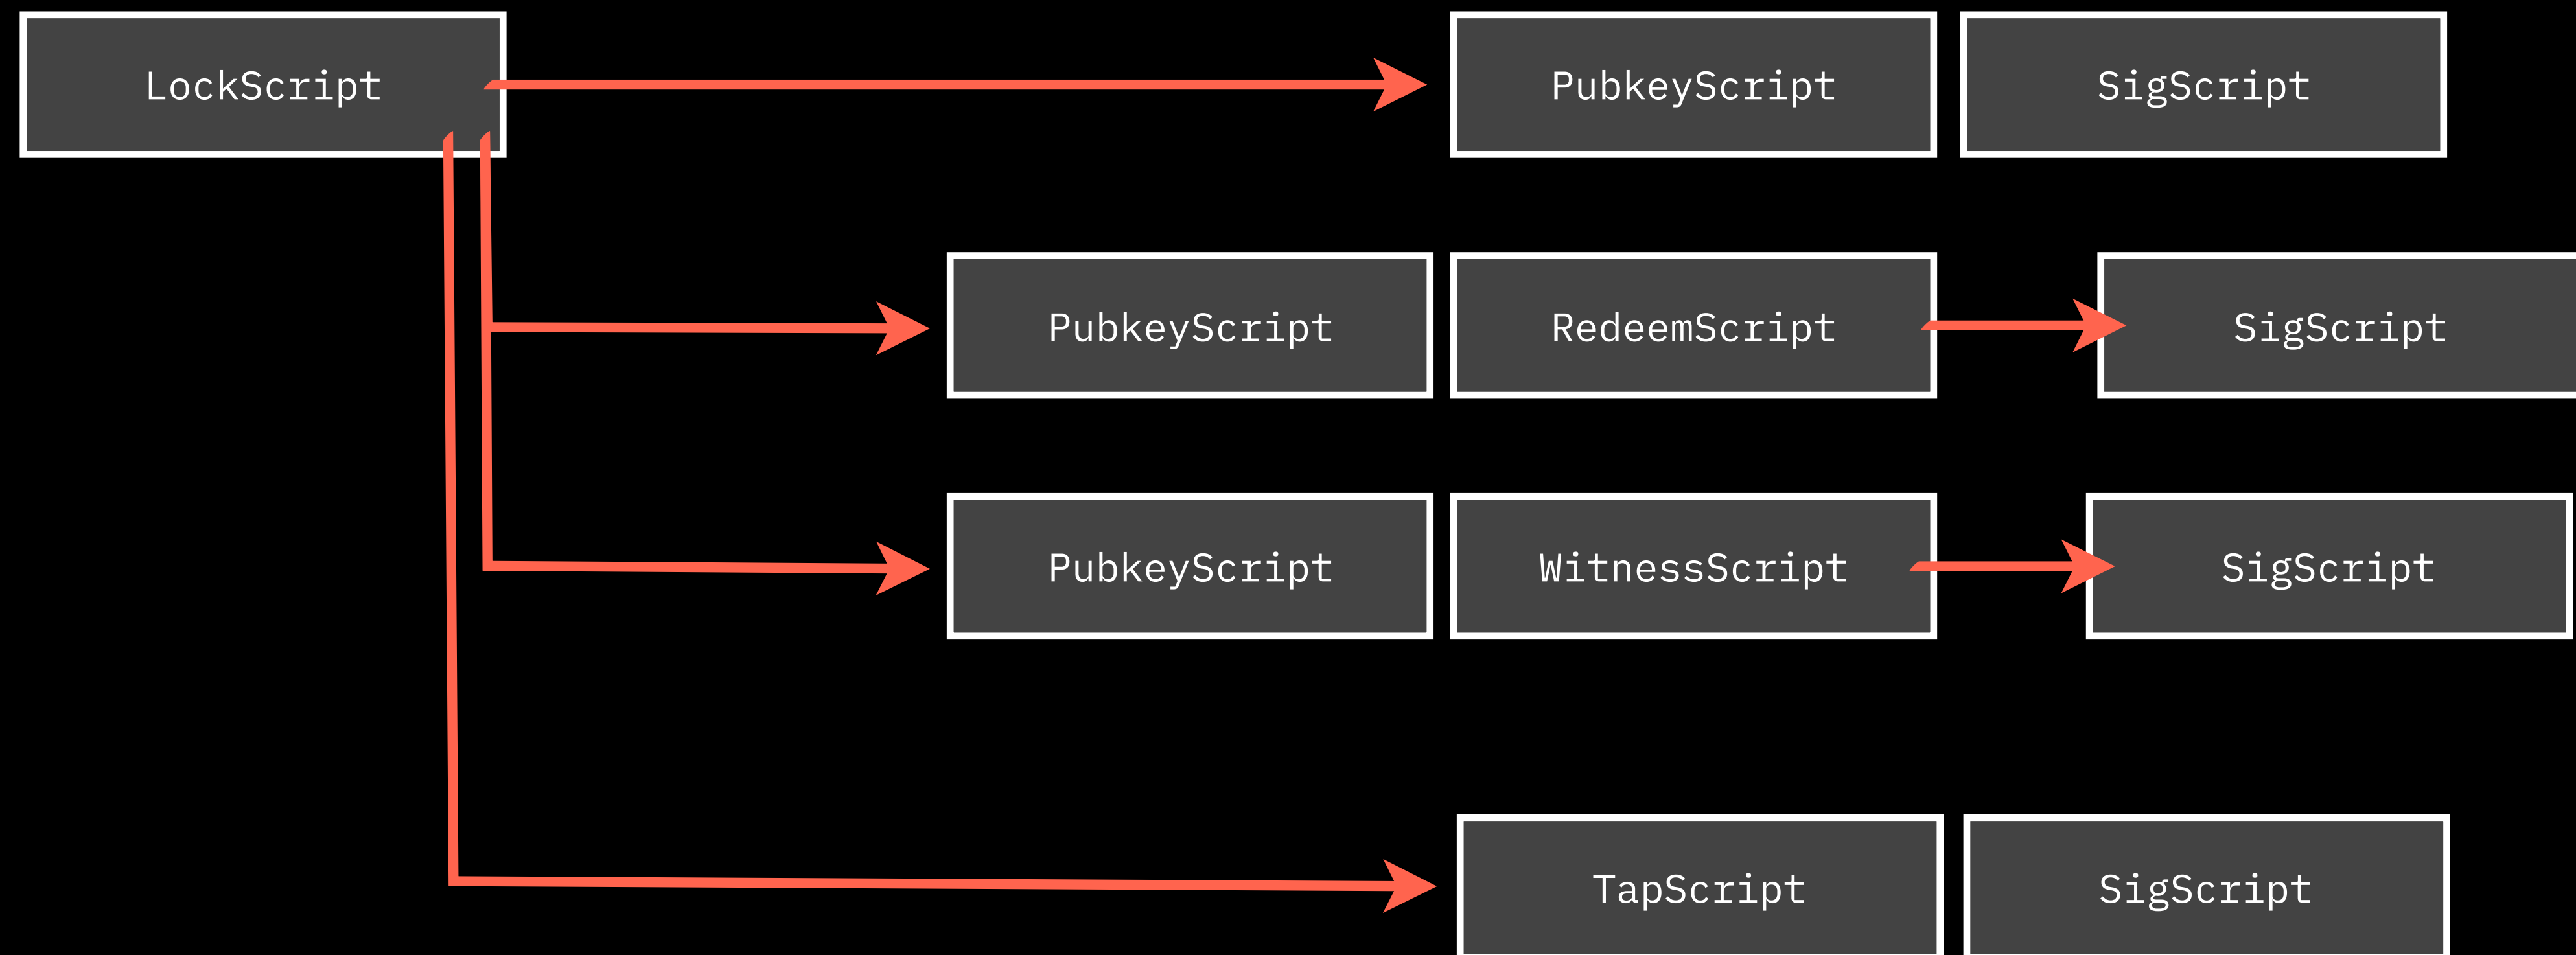 LockScript
PubkeyScript
SigScript
PubkeyScript
RedeemScript
SigScript
PubkeyScript
WitnessScript
SigScript
TapScript
SigScript